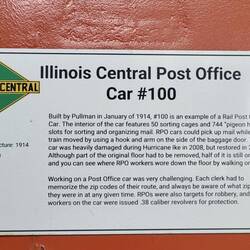 Illinois Central Post Office
Car #100
CENTRAL
Built by Pullman in January of 1914, #100 is an example of a Rail Post
Car. The interior of the car features 50 sorting cages and 744 "pigeon
slots for sorting and organizing mail. RPO cars could pick up mail while
train moved by using a hook and arm on the side of the baggage door.
car was heavily damaged during Hurricane Ike in 2008, but restored in
Although part of the original floor had to be removed, half of it is still on
and you can see where RPO workers wore down the floor by walking on
cture: 1914
Working on a Post Office car was very challenging. Each clerk had to
memorize the zip codes of their route, and always be aware of what
they were in at any given time. RPOs were also targets for robbery, and
workers on the car were issued .38 caliber revolvers for protection.